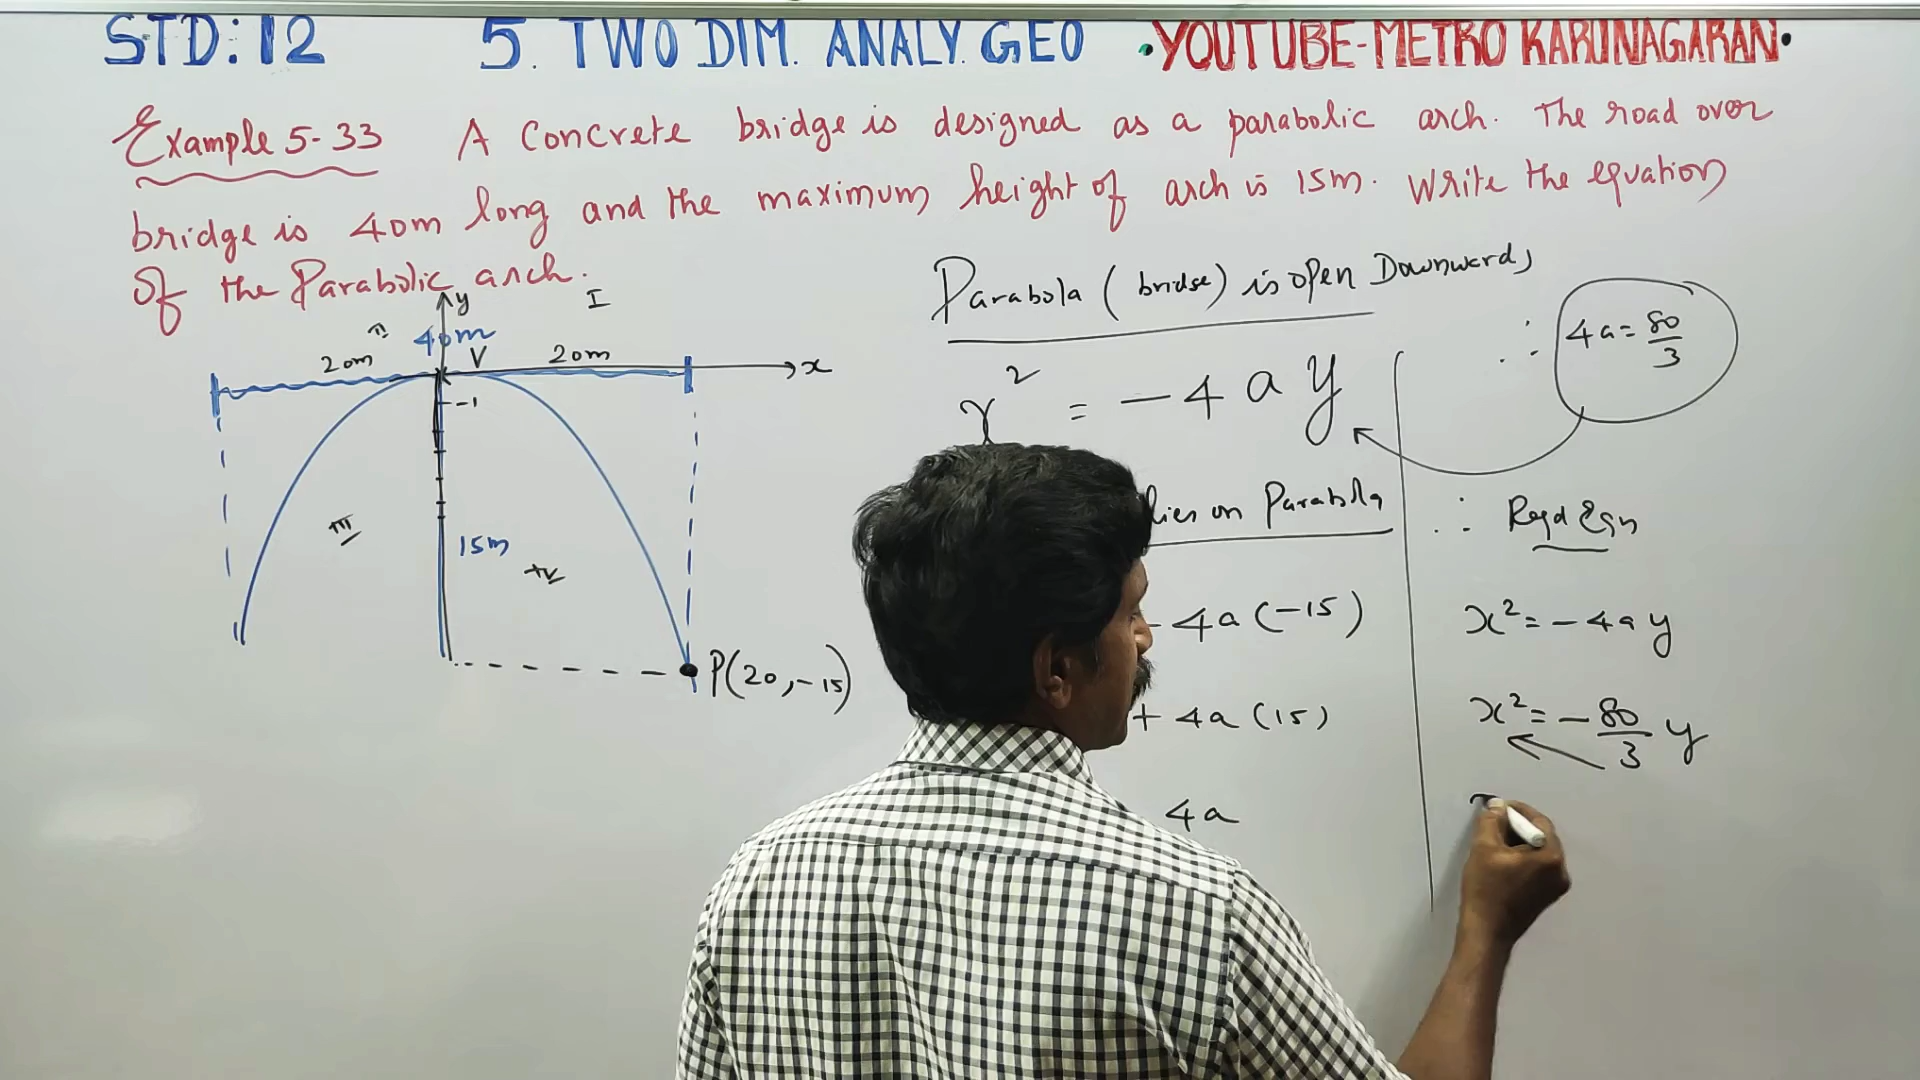 STD: 12 5. TWO DIM. ANALY. GEO •YOUTUBE-METRO KARUNAGARAN•
Example 5-33 A Concrete bridge is designed as a parabolic arch. The road over
bridge is 40m long and the maximum height of arch is 15m. Write the equation
of the Parabolic arch.
y
I
II
40m
20m
V
20m
x
-1
III
15m
IV
P(20,-15)
Parabola (bridge) is open Downwards
x² = -4ay
lies on Parabola
-4a(-15)
+ 4a (15)
4a
∴ 4a = 80/3
∴ Reqd Eqn
x² = -4ay
x² = -80/3 y